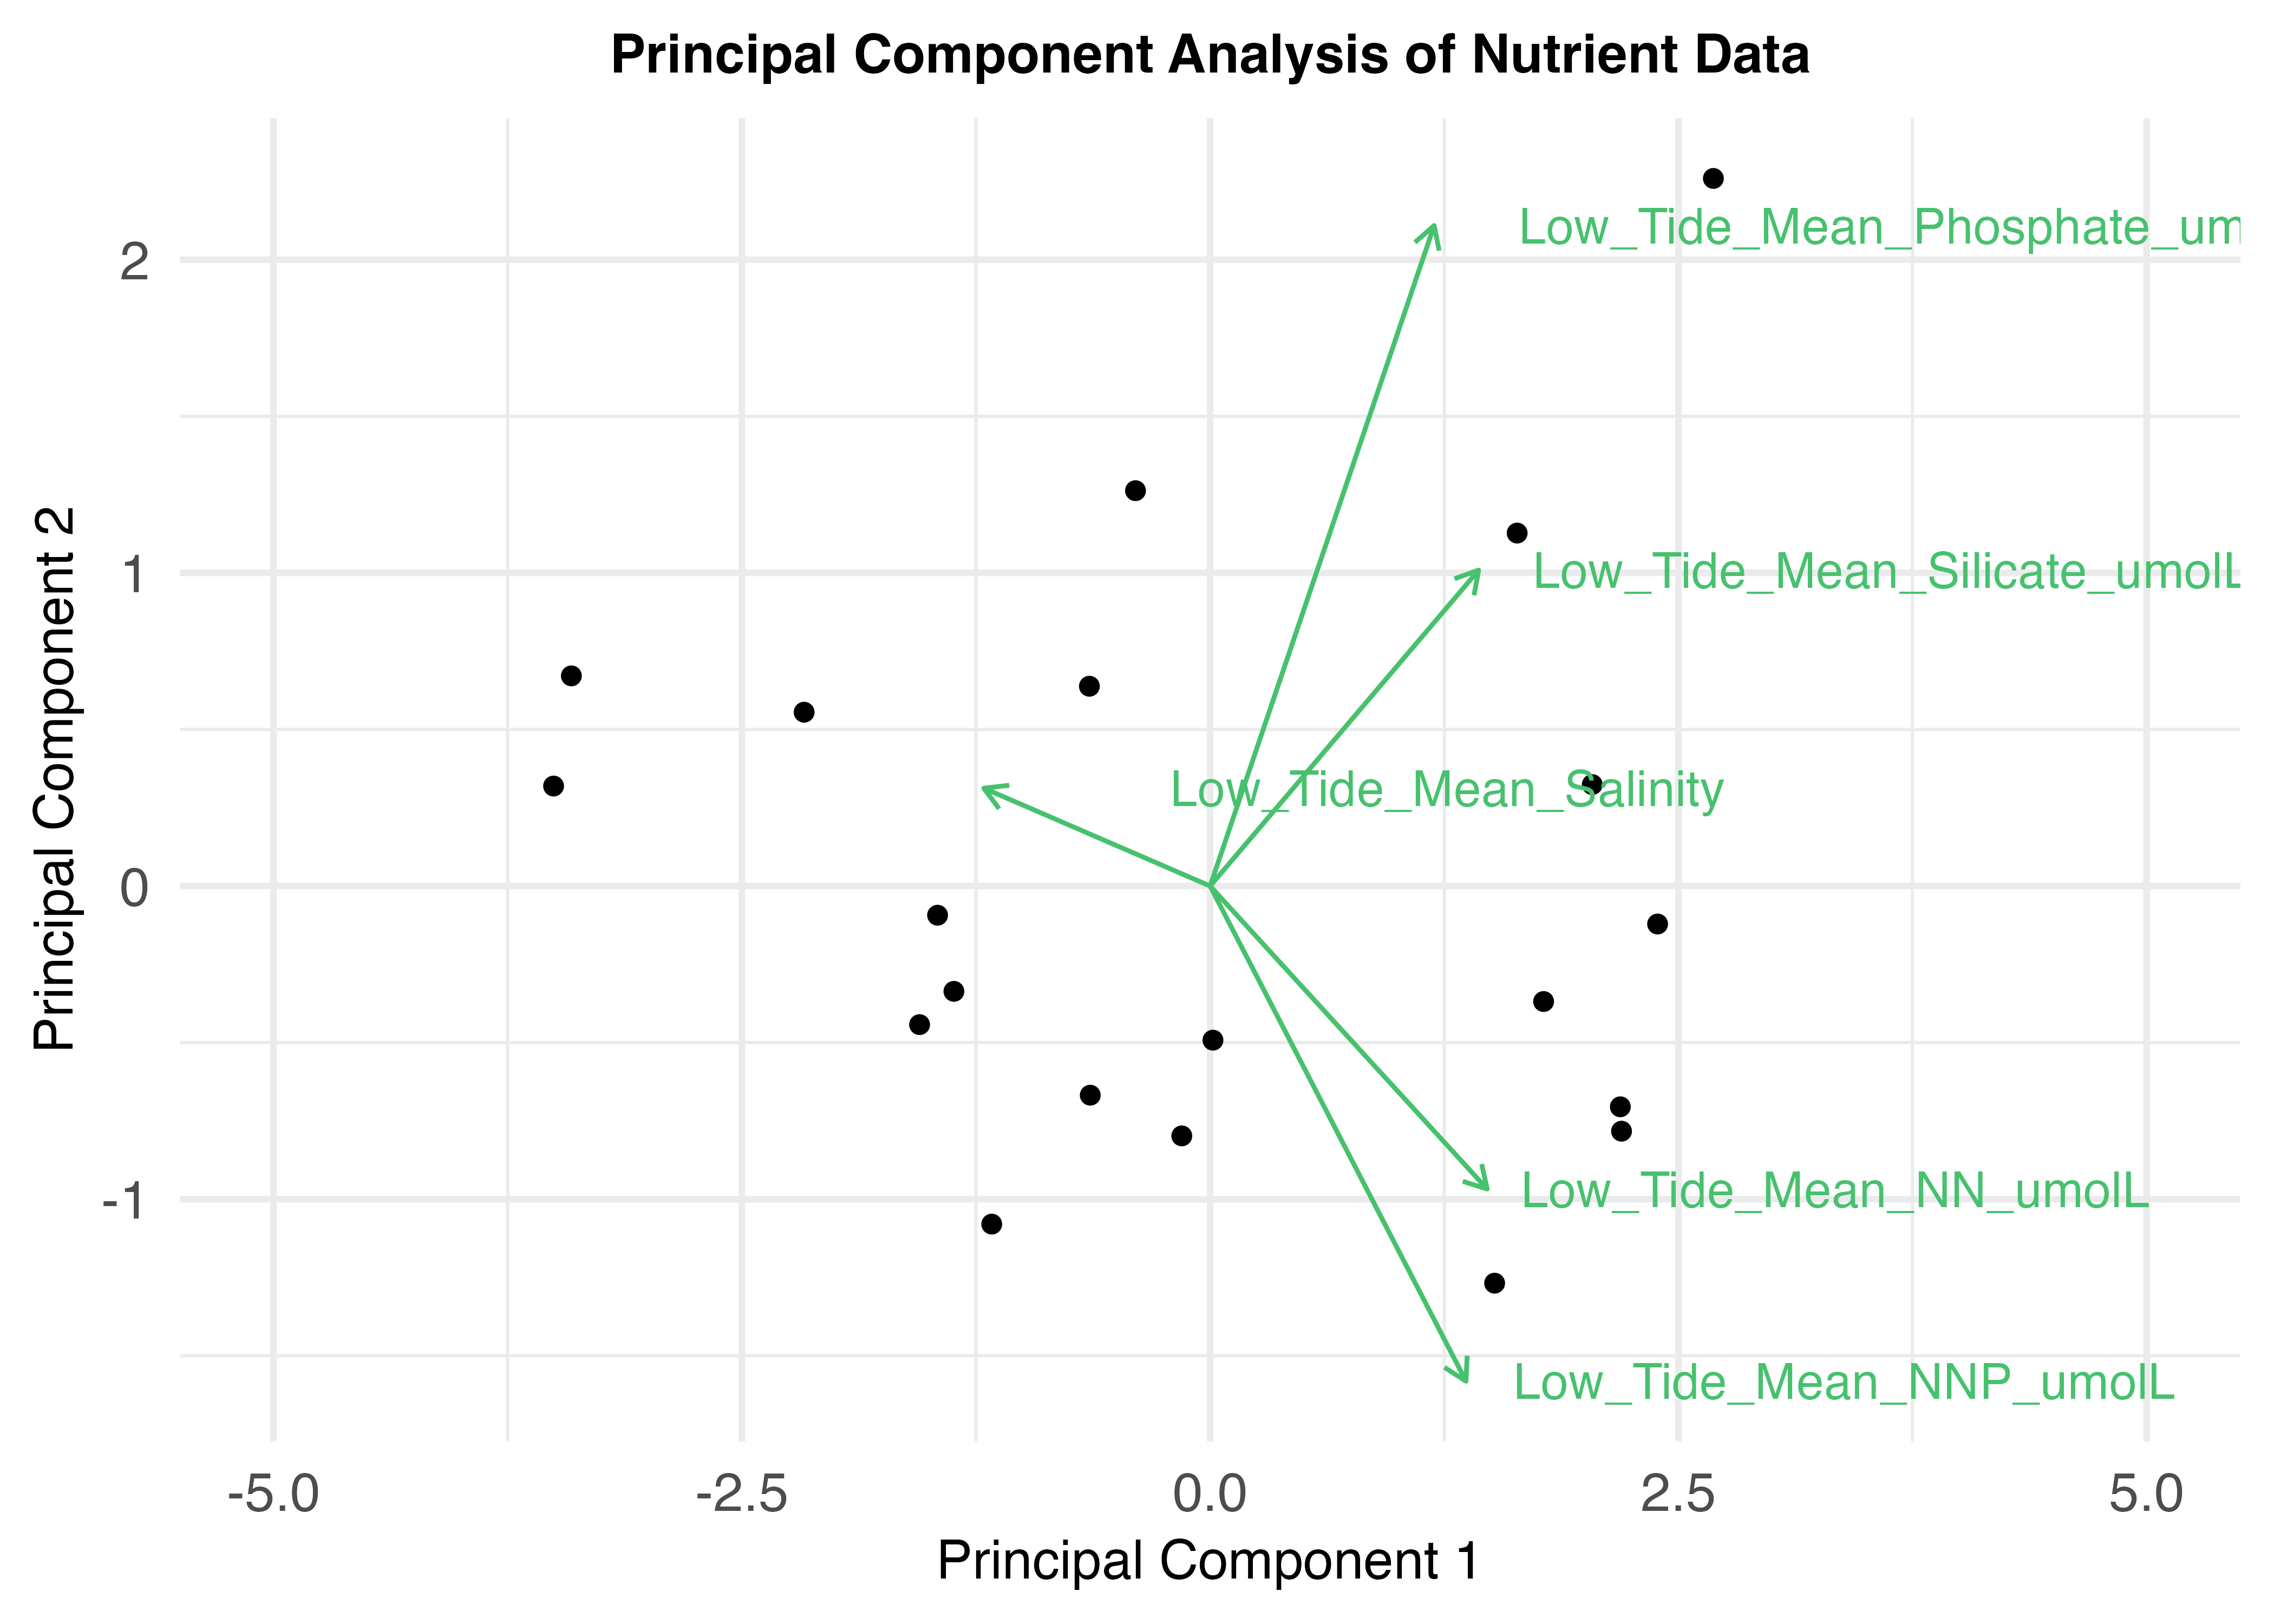 Principal Component Analysis of Nutrient Data
Low_Tide_Mean_Phosphate_um
2
Low_Tide_Mean_Silicate_umolL
1
Low_Tide_Mean_Salinity
Principal Component 2
0
Low_Tide_Mean_NN_umolL
-1
Low_Tide_Mean_NNP_umolL
-5.0 -2.5 0.0 2.5 5.0
Principal Component 1